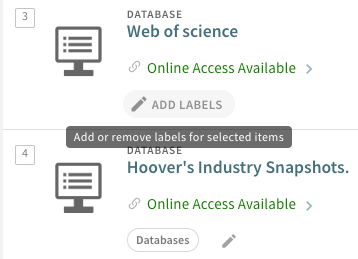 3
DATABASE
Web of science
Online Access Available
ADD LABELS
Add or remove labels for selected items
4
DATABASE
Hoover's Industry Snapshots.
Online Access Available
Databases